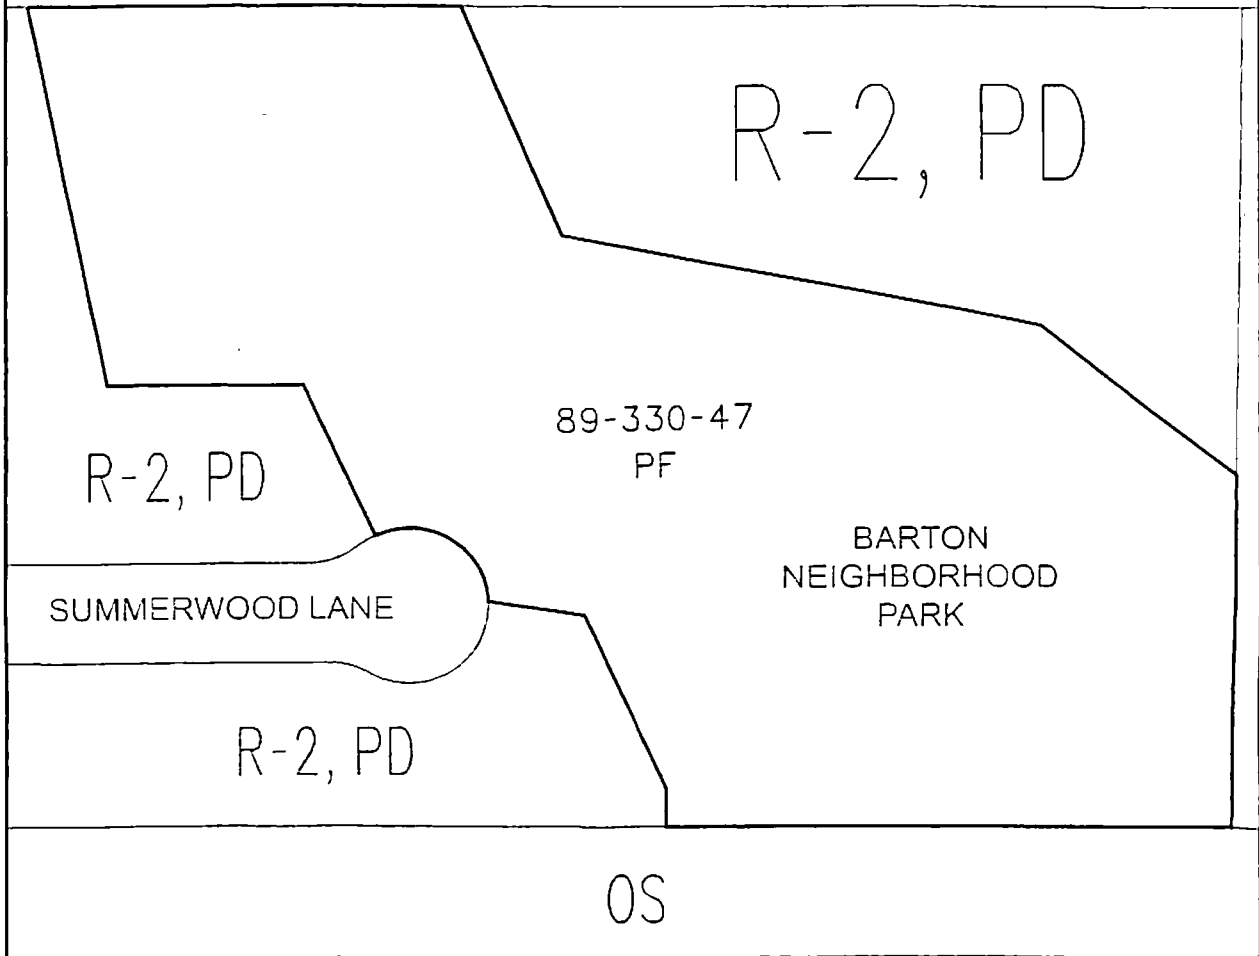 R-2, PD
89-330-47
PF
R-2, PD
BARTON
NEIGHBORHOOD
PARK
SUMMERWOOD LANE
R-2, PD
OS